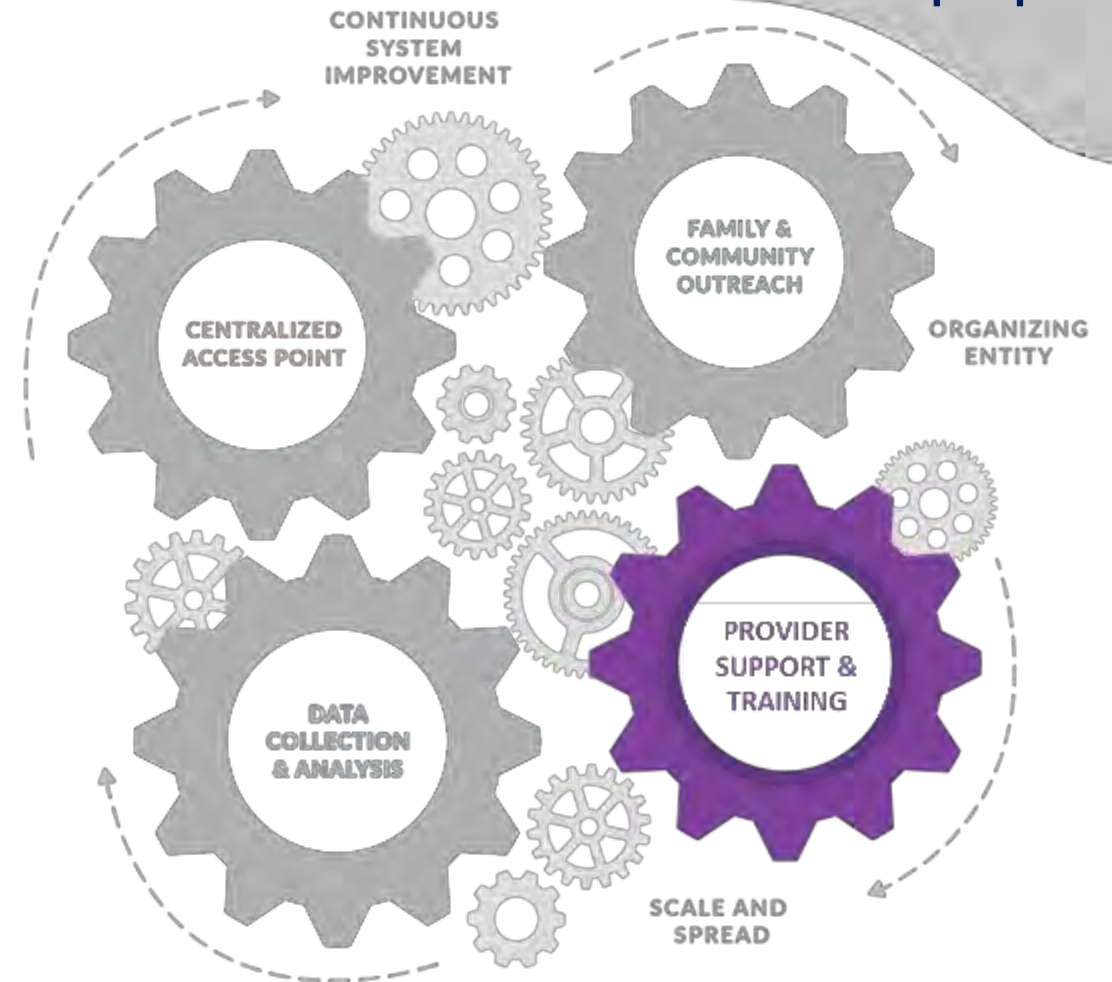 CONTINUOUS
SYSTEM
IMPROVEMENT
FAMILY &
COMMUNITY
OUTREACH
CENTRALIZED
ACCESS POINT
ORGANIZING
ENTITY
PROVIDER
SUPPORT &
TRAINING
DATA
COLLECTION
& ANALYSIS
SCALE AND
SPREAD